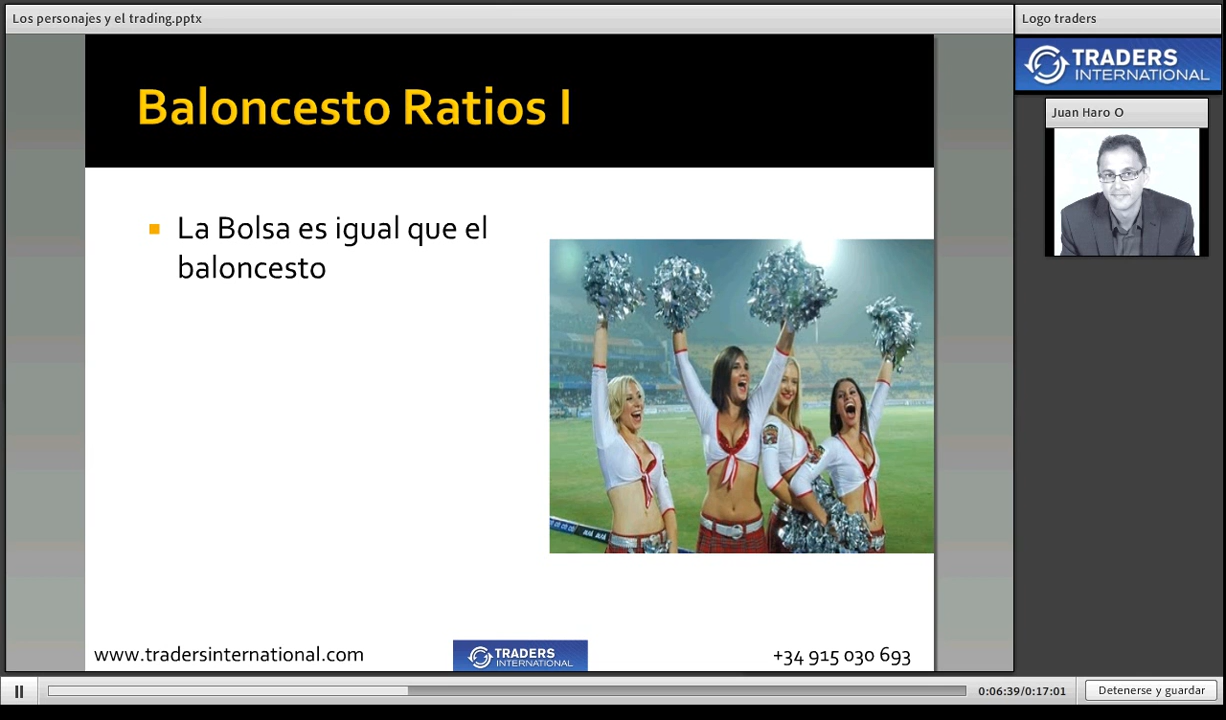 Los personajes y el trading.pptx
Logo traders
TRADERS
INTERNATIONAL
Juan Haro O
Baloncesto Ratios I
La Bolsa es igual que el
baloncesto
www.tradersinternational.com
TRADERS
INTERNATIONAL
+34 915 030 693
0:06:39/0:17:01
Detenerse y guardar